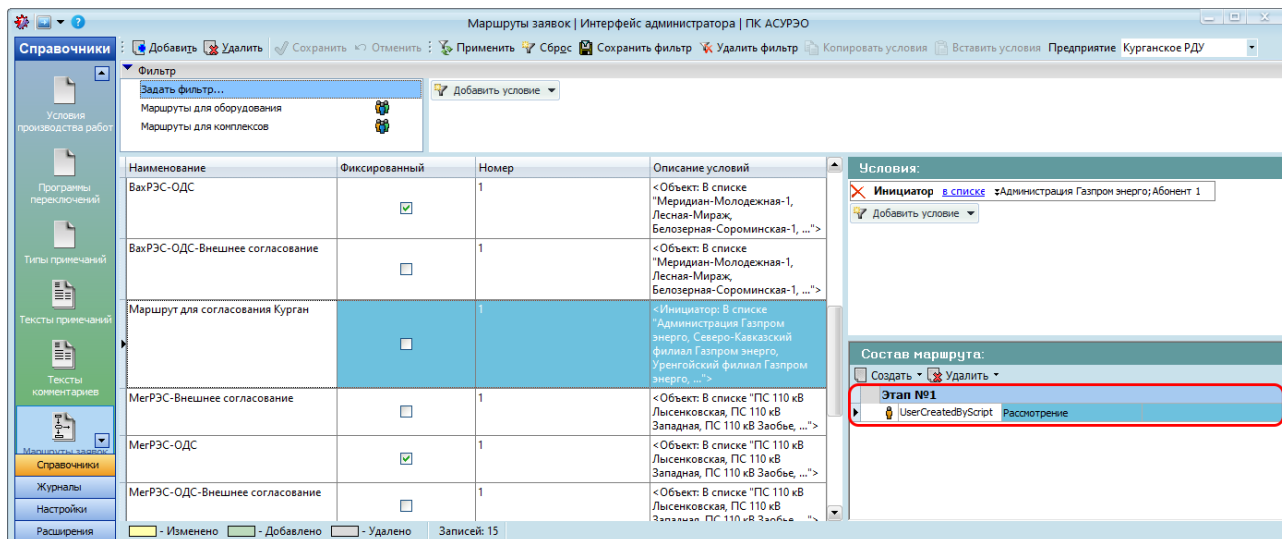 Маршруты заявок | Интерфейс администратора | ПК АСУРЭО
Справочники
Добавить Удалить Сохранить Отменить Применить Сброс Сохранить фильтр Удалить фильтр Копировать условия Вставить условия Предприятие Курганское РДУ
Фильтр
Задать фильтр...
Маршруты для оборудования
Маршруты для комплексов
Добавить условие
Условия
производства работ
Программы
переключений
Типы примечаний
Тексты примечаний
Тексты
комментариев
Маршруты заявок
Справочники
Журналы
Настройки
Расширения
Наименование Фиксированный Номер Описание условий
ВахРЭС-ОДС 1 <Объект: В списке
"Меридиан-Молодежная-1,
Лесная-Мираж,
Белозерная-Сороминская-1, ...">
ВахРЭС-ОДС-Внешнее согласование 1 <Объект: В списке
"Меридиан-Молодежная-1,
Лесная-Мираж,
Белозерная-Сороминская-1, ...">
Маршрут для согласования Курган 1 <Инициатор: В списке
"Администрация Газпром
энерго, Северо-Кавказский
филиал Газпром энерго,
Уренгойский филиал Газпром
энерго, ...">
МегРЭС-Внешнее согласование 1 <Объект: В списке "ПС 110 кВ
Лысенковская, ПС 110 кВ
Западная, ПС 110 кВ Заобье, ...">
МегРЭС-ОДС 1 <Объект: В списке "ПС 110 кВ
Лысенковская, ПС 110 кВ
Западная, ПС 110 кВ Заобье, ...">
МегРЭС-ОДС-Внешнее согласование 1 <Объект: В списке "ПС 110 кВ
Лысенковская, ПС 110 кВ
Западная, ПС 110 кВ Заобье, ...">
Условия:
Инициатор в списке Администрация Газпром энерго; Абонент 1
Добавить условие
Состав маршрута:
Создать Удалить
Этап №1
UserCreatedByScript Рассмотрение
- Изменено - Добавлено - Удалено Записей: 15